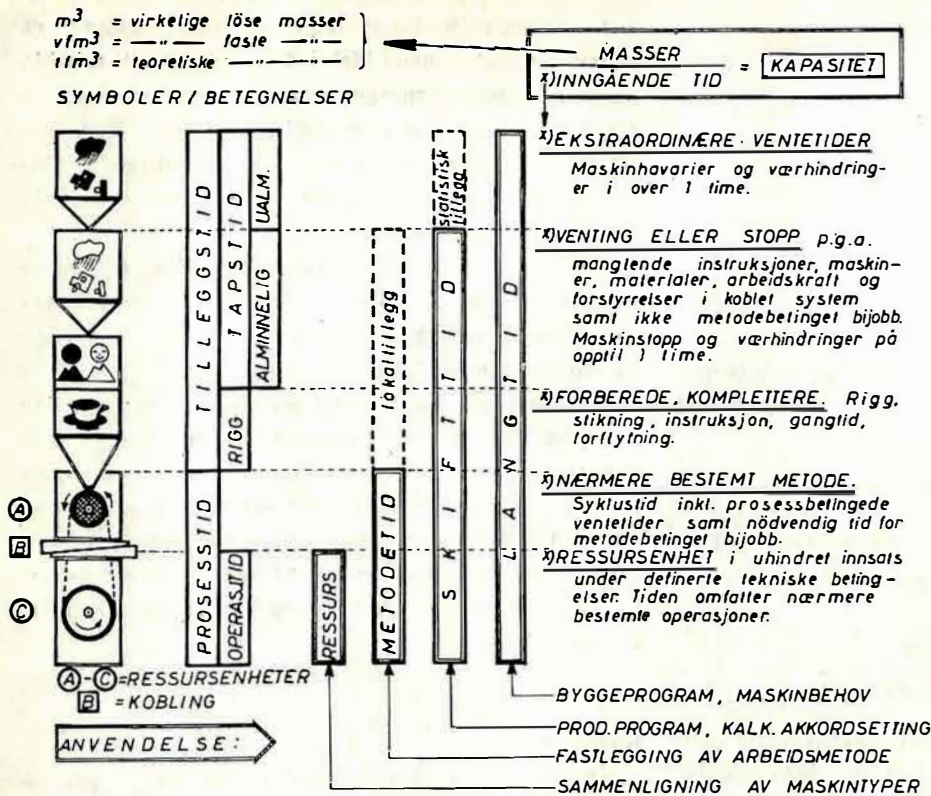 m³ = virkelige löse masser
vfm³ = —„— faste —„—
tfm³ = teoretiske —„—„—
MASSER
x) INNGÅENDE TID
= KAPASITET
SYMBOLER / BETEGNELSER
x) EKSTRAORDINÆRE VENTETIDER
Maskinhavarier og værhindring-
er i over 1 time.
x) VENTING ELLER STOPP p.g.a.
manglende instruksjoner, maskin-
er, materialer, arbeidskraft og
forstyrrelser i koblet system
samt ikke metodebetinget bijobb.
Maskinstopp og værhindringer på
opptil 1 time.
x) FORBEREDE, KOMPLETTERE. Rigg,
stikning, instruksjon, gangtid,
forflytning.
x) NÆRMERE BESTEMT METODE.
Syklustid inkl. prosessbetingede
ventetider samt nödvendig tid for
metodebetinget bijobb.
x) RESSURSENHET i uhindret innsats
under definerte tekniske beting-
elser. Tiden omfatter nærmere
bestemte operasjoner.
TILLEGGSTID
TAPSTID
UALM.
ALMINNELIG
RIGG
PROSESSTID
OPERASJTID
RESSURS
METODETID
lokaltillegg
SKIFTTID
statistisk
tillegg
LANGTID
A
B
C
A - C = RESSURSENHETER
B = KOBLING
ANVENDELSE:
BYGGEPROGRAM, MASKINBEHOV
PROD. PROGRAM, KALK. AKKORDSETTING
FASTLEGGING AV ARBEIDSMETODE
SAMMENLIGNING AV MASKINTYPER